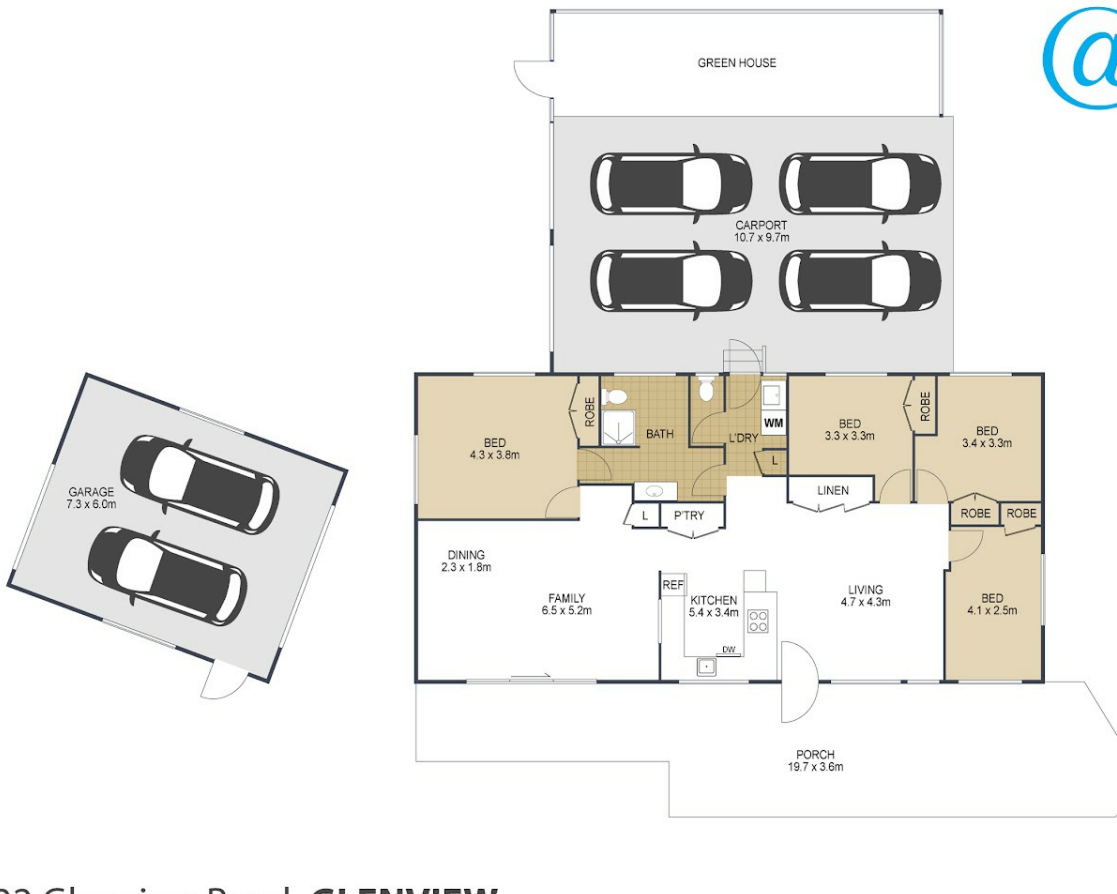 GREEN HOUSE
CARPORT
10.7 x 9.7m
GARAGE
7.3 x 6.0m
BED
4.3 x 3.8m
ROBE
BATH
L'DRY
WM
L
BED
3.3 x 3.3m
ROBE
BED
3.4 x 3.3m
LINEN
ROBE
ROBE
L
P'TRY
DINING
2.3 x 1.8m
FAMILY
6.5 x 5.2m
REF
KITCHEN
5.4 x 3.4m
DW
LIVING
4.7 x 4.3m
BED
4.1 x 2.5m
PORCH
19.7 x 3.6m
GLENVIEW